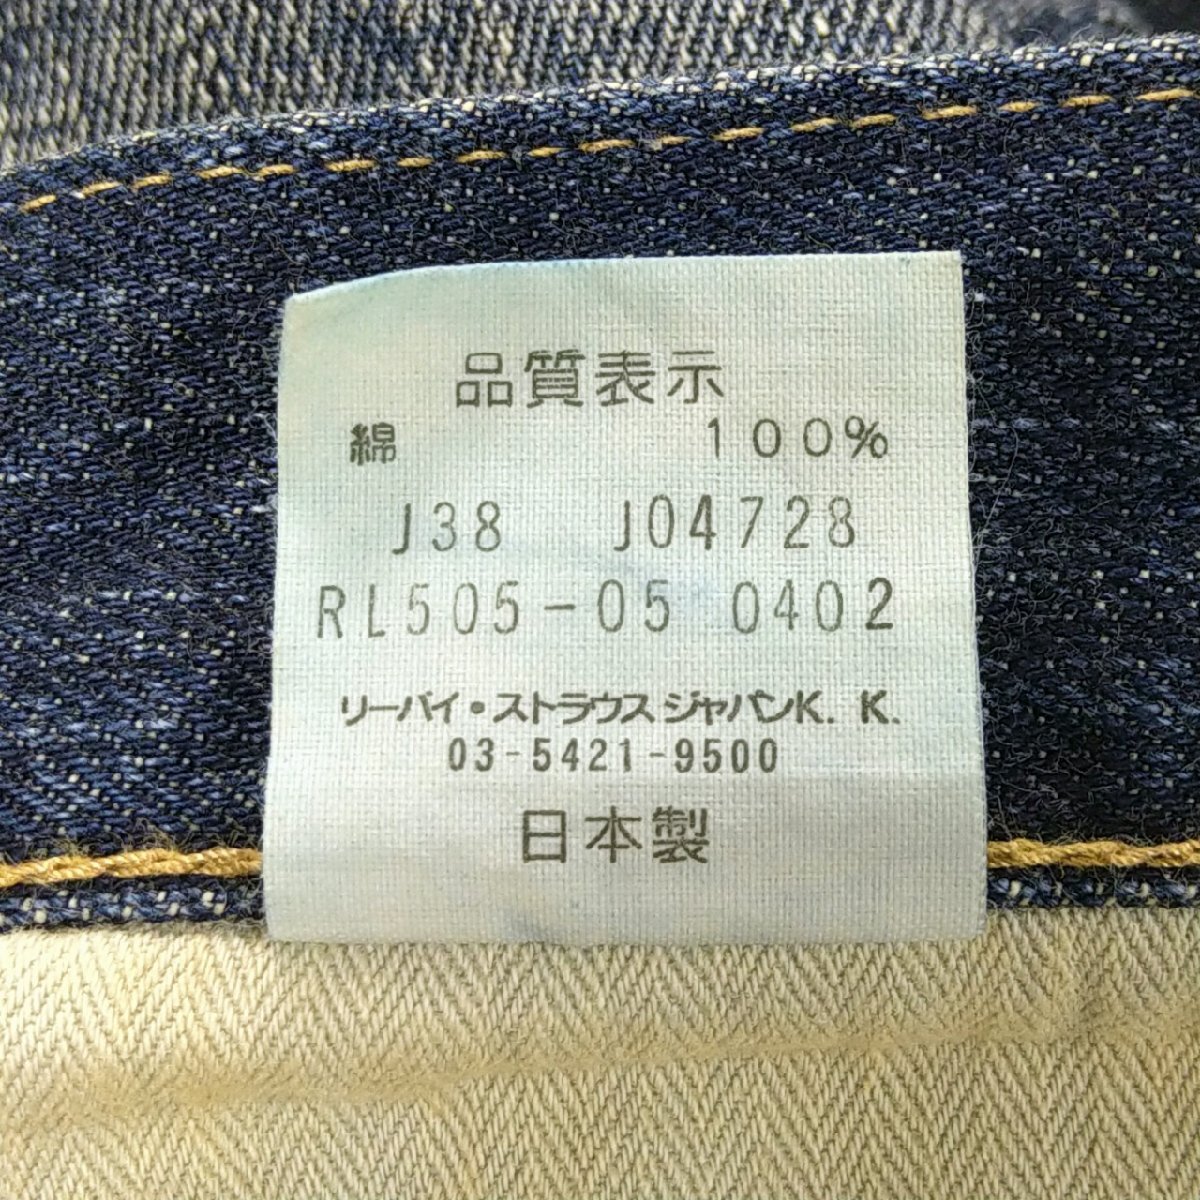 品質表示
綿 100%
J38 J04728
RL505-05 0402
リーバイ・ストラウスジャパンK. K.
03-5421-9500
日本製